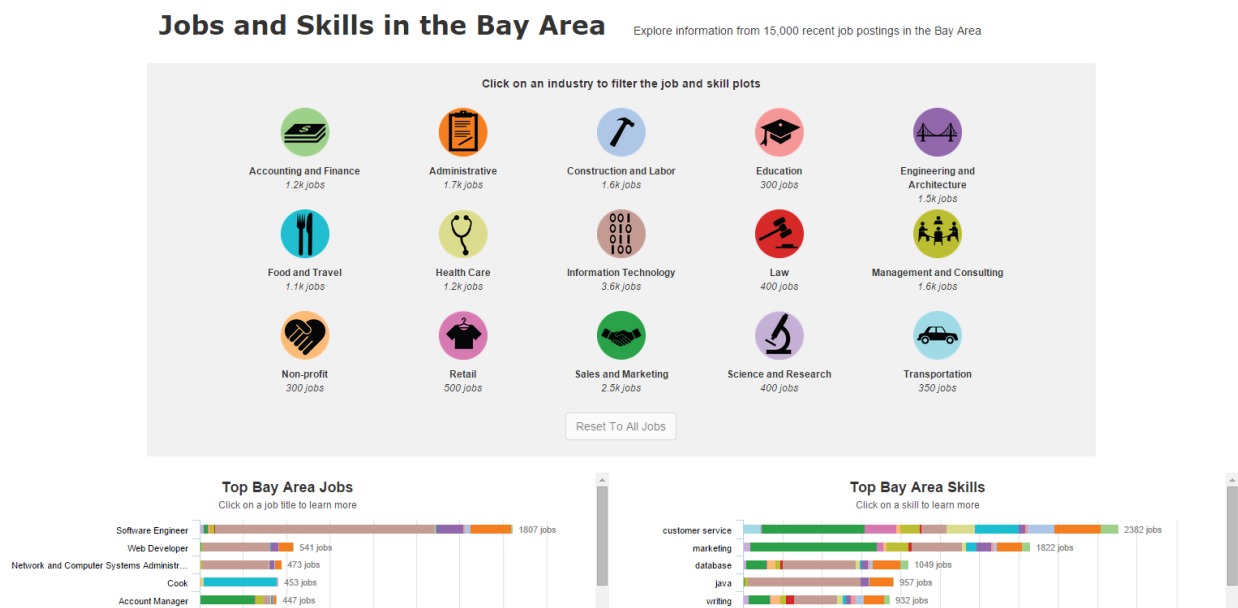 Jobs and Skills in the Bay Area
Explore information from 15,000 recent job postings in the Bay Area
Click on an industry to filter the job and skill plots
Accounting and Finance
1.2k jobs
Administrative
1.7k jobs
Construction and Labor
1.6k jobs
Education
300 jobs
Engineering and
Architecture
1.5k jobs
Food and Travel
1.1k jobs
Health Care
1.2k jobs
001
010
011
100
Information Technology
3.6k jobs
Law
400 jobs
Management and Consulting
1.6k jobs
Non-profit
300 jobs
Retail
500 jobs
Sales and Marketing
2.5k jobs
Science and Research
400 jobs
Transportation
350 jobs
Reset To All Jobs
Top Bay Area Jobs
Click on a job title to learn more
Software Engineer 1807 jobs
Web Developer 541 jobs
Network and Computer Systems Administr... 473 jobs
Cook 453 jobs
Account Manager 447 jobs
Top Bay Area Skills
Click on a skill to learn more
customer service 2382 jobs
marketing 1822 jobs
database 1049 jobs
java 957 jobs
writing 932 jobs